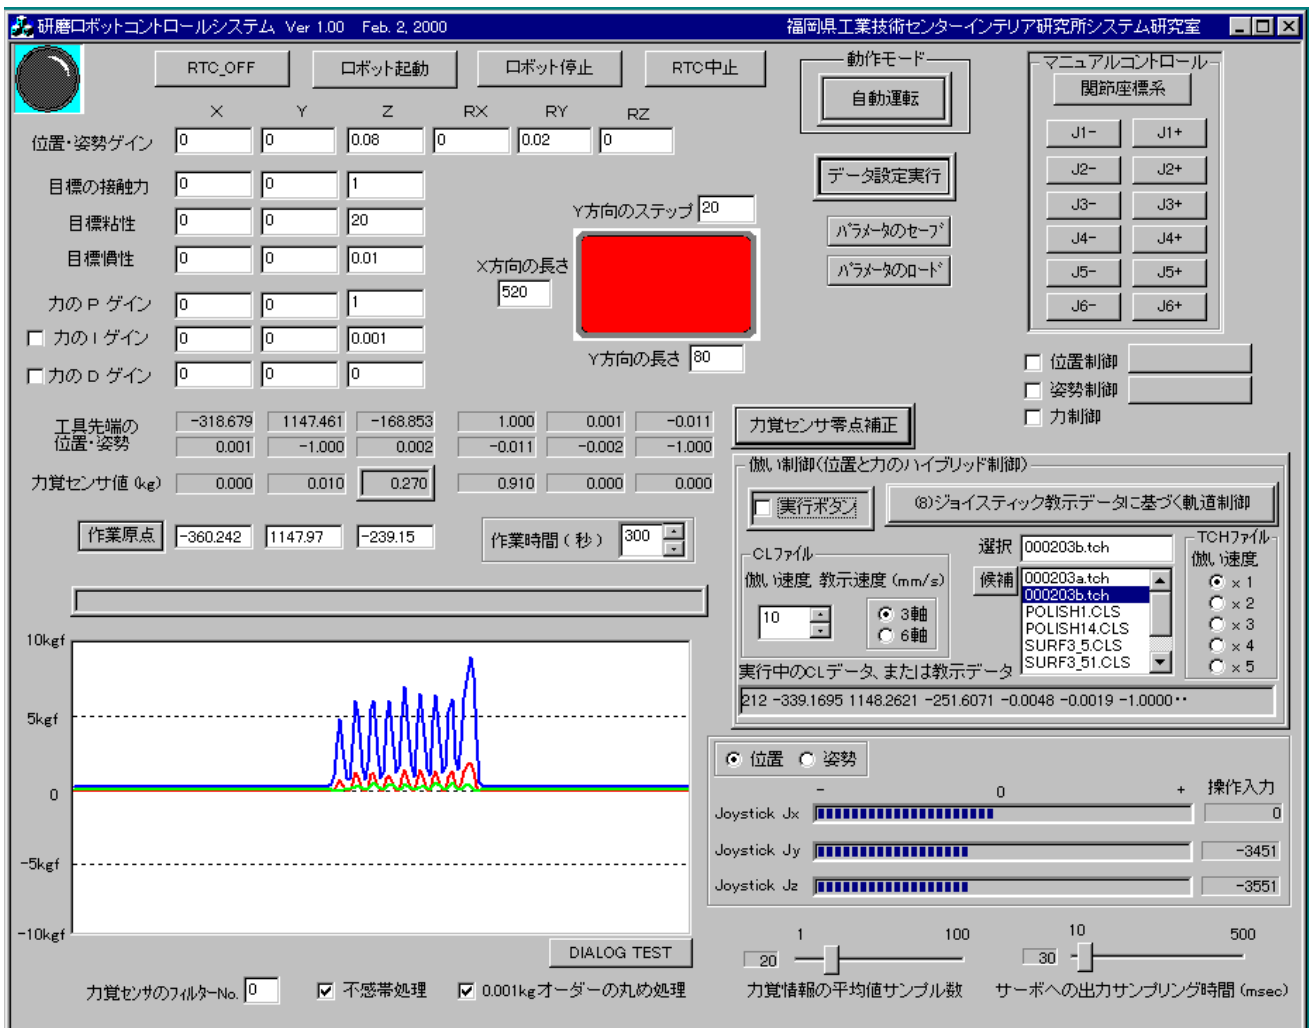 研磨ロボットコントロールシステム Ver 1.00 Feb. 2, 2000 福岡県工業技術センターインテリア研究所システム研究室
RTC_OFF ロボット起動 ロボット停止 RTC中止
動作モード
自動運転
マニュアルコントロール
関節座標系
X Y Z RX RY RZ
位置・姿勢ゲイン 0 0 0.08 0 0.02 0
目標の接触力 0 0 1
目標粘性 0 0 20
目標慣性 0 0 0.01
力の P ゲイン 0 0 1
力の I ゲイン 0 0 0.001
力の D ゲイン 0 0 0
Y方向のステップ 20
X方向の長さ
520
Y方向の長さ 80
データ設定実行
パラメータのセーブ
パラメータのロード
J1- J1+
J2- J2+
J3- J3+
J4- J4+
J5- J5+
J6- J6+
位置制御
姿勢制御
力制御
工具先端の
位置・姿勢
-318.679 1147.461 -168.853 1.000 0.001 -0.011
0.001 -1.000 0.002 -0.011 -0.002 -1.000
力覚センサ値 (kg) 0.000 0.010 0.270 0.910 0.000 0.000
作業原点 -360.242 1147.97 -239.15
作業時間 ( 秒 ) 300
力覚センサ零点補正
倣い制御(位置と力のハイブリッド制御)
実行ボタン
(8)ジョイスティック教示データに基づく軌道制御
CLファイル
倣い速度 教示速度 (mm/s)
10
3軸
6軸
選択 000203b.tch
候補
000203a.tch
000203b.tch
POLISH1.CLS
POLISH14.CLS
SURF3_5.CLS
SURF3_51.CLS
TCHファイル
倣い速度
× 1
× 2
× 3
× 4
× 5
実行中のCLデータ、または教示データ
212 -339.1695 1148.2621 -251.6071 -0.0048 -0.0019 -1.0000・・
10kgf
5kgf
0
-5kgf
-10kgf
位置 姿勢
- 0 + 操作入力
Joystick Jx 0
Joystick Jy -3451
Joystick Jz -3551
DIALOG TEST
力覚センサのフィルターNo. 0
不感帯処理
0.001kgオーダーの丸め処理
1 100
20
力覚情報の平均値サンプル数
10 500
30
サーボへの出力サンプリング時間 (msec)